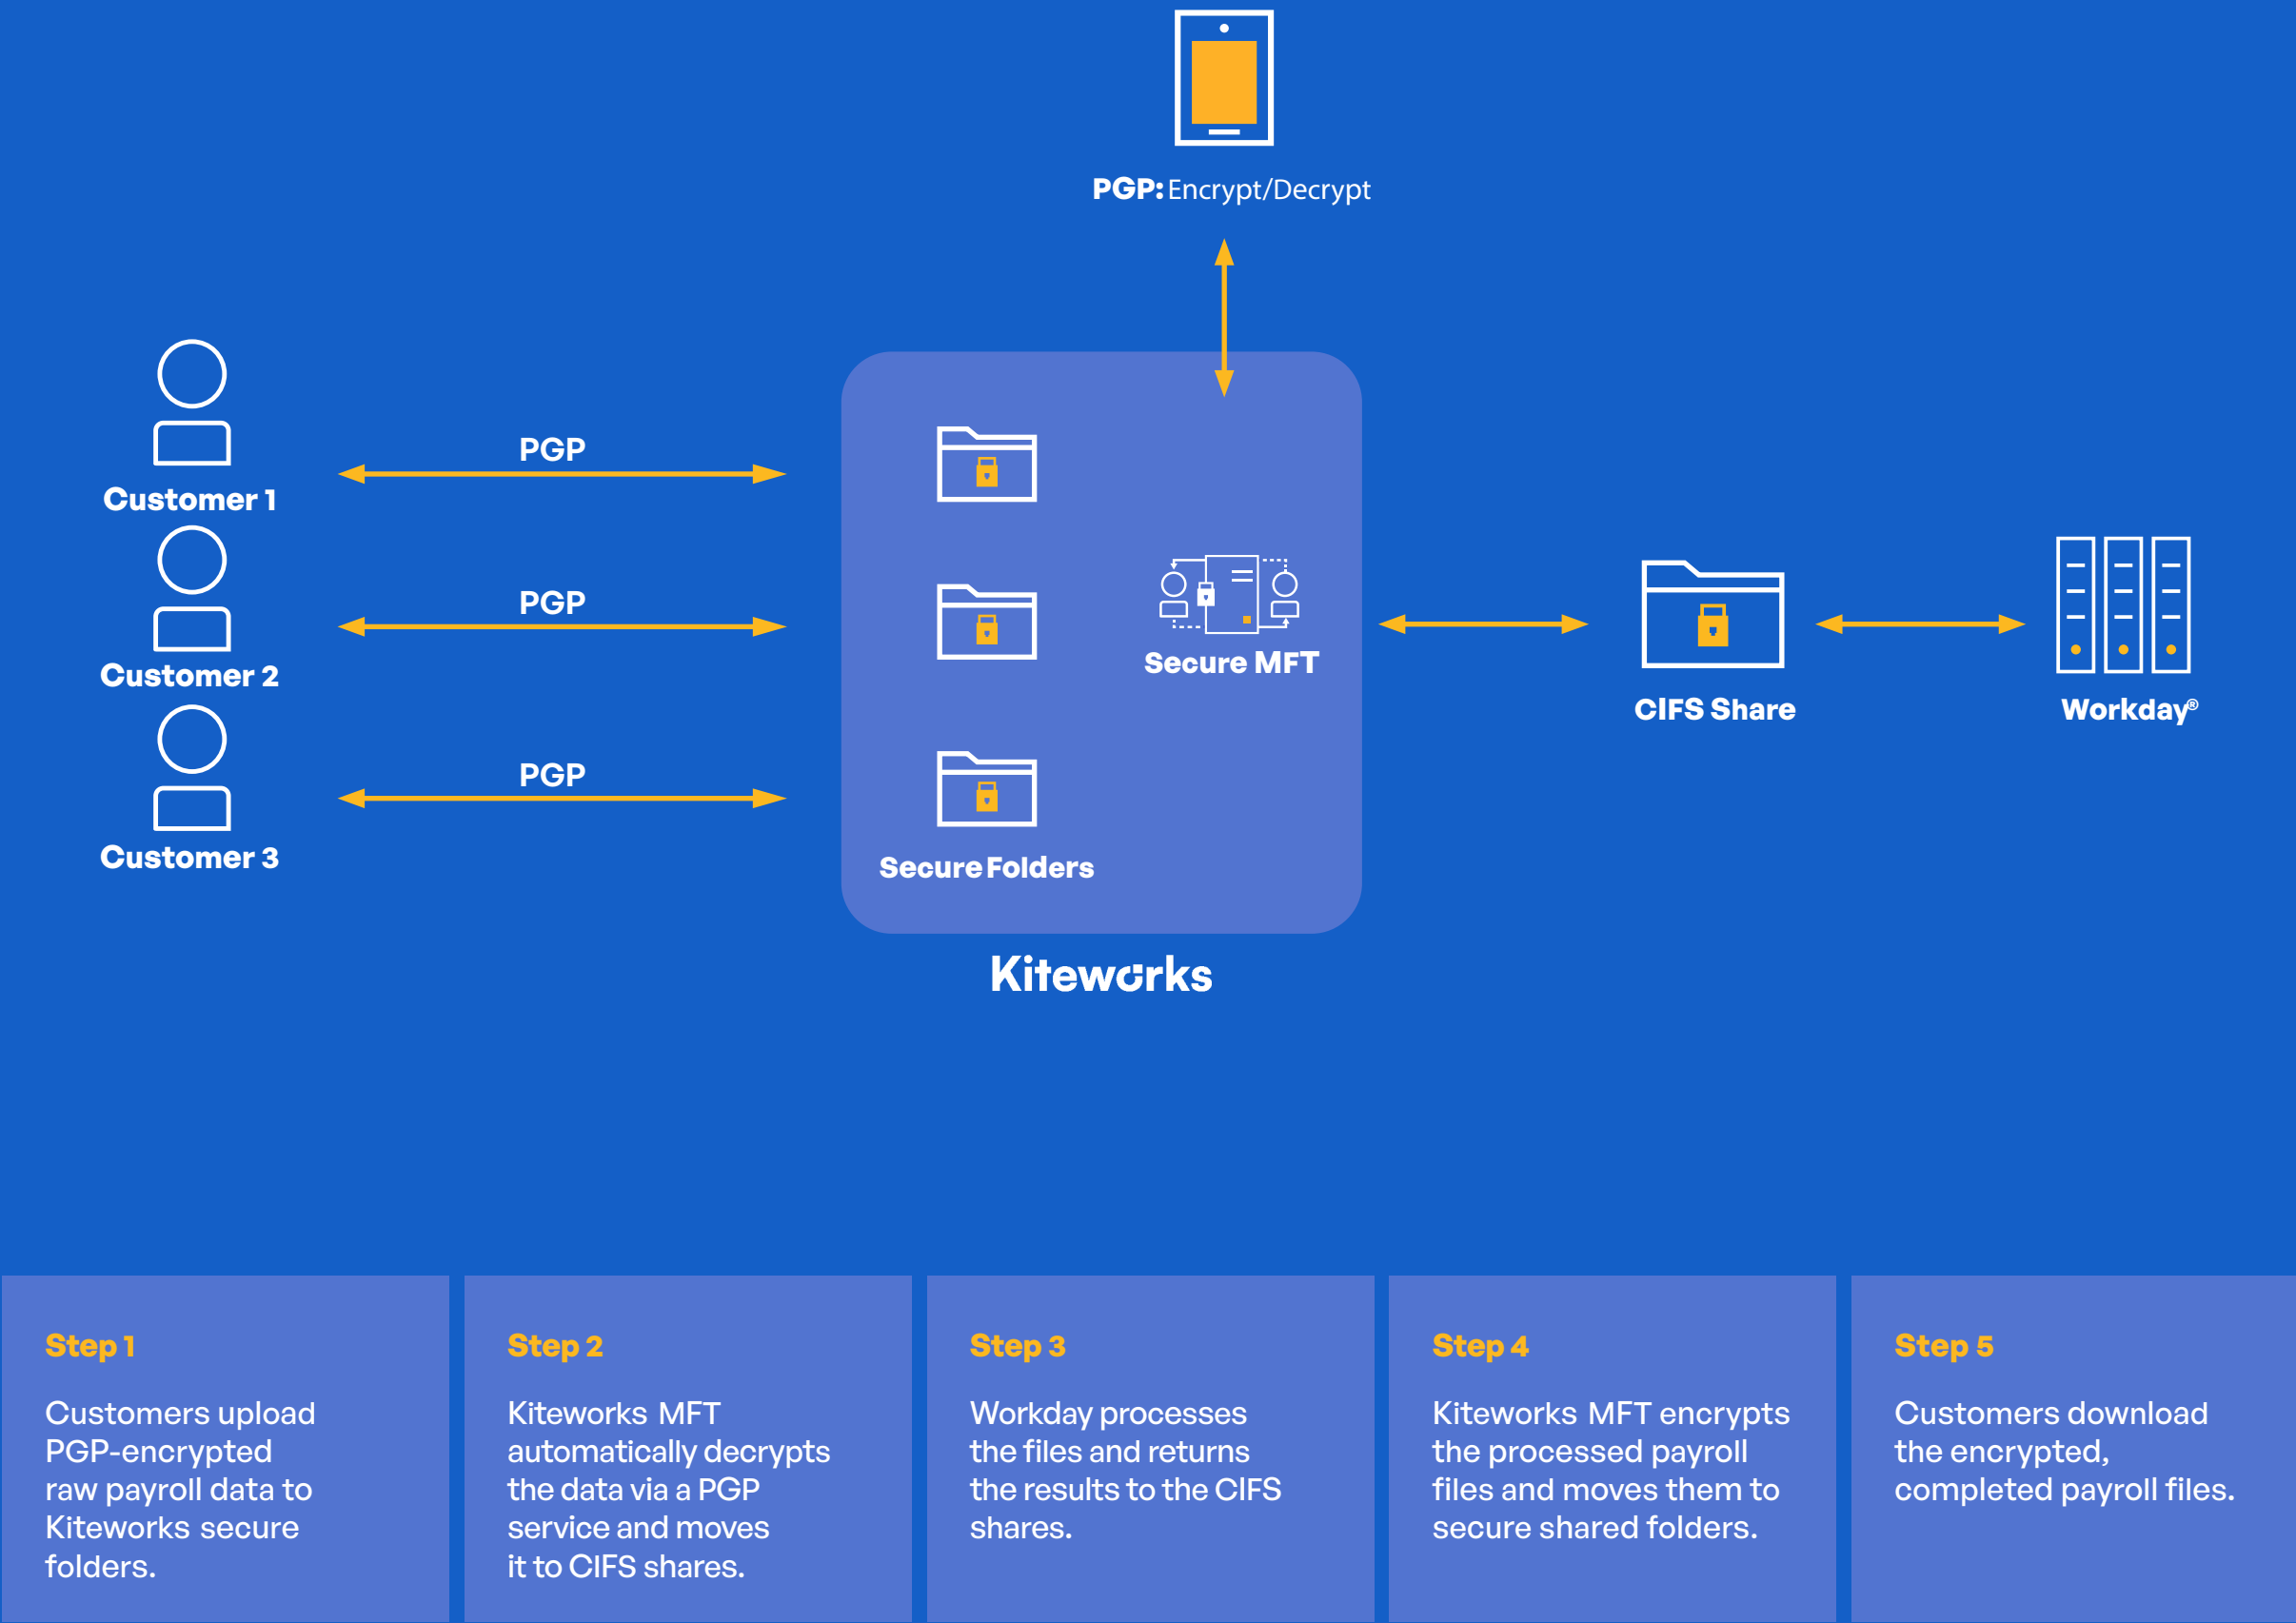 PGP: Encrypt/Decrypt
PGP
Customer 1
PGP
Customer 2
Secure MFT
CIFS Share
Workday®
PGP
Customer 3
Secure Folders
Kiteworks
Step 1
Customers upload
PGP-encrypted
raw payroll data to
Kiteworks secure
folders.
Step 2
Kiteworks MFT
automatically decrypts
the data via a PGP
service and moves
it to CIFS shares.
Step 3
Workday processes
the files and returns
the results to the CIFS
shares.
Step 4
Kiteworks MFT encrypts
the processed payroll
files and moves them to
secure shared folders.
Step 5
Customers download
the encrypted,
completed payroll files.